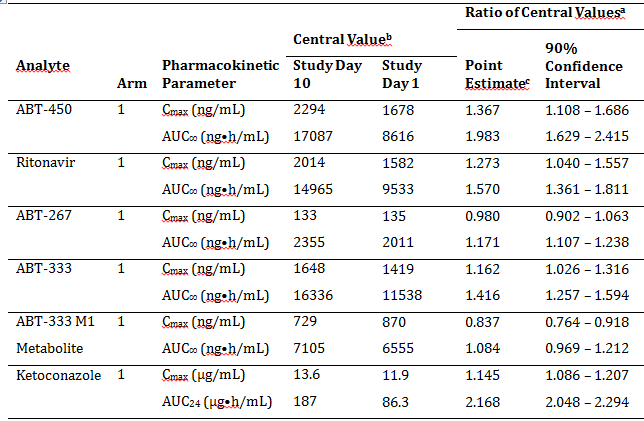 Ratio of Central Valuesᵃ
Central Valueᵇ
Analyte Arm Pharmacokinetic Parameter Study Day 10 Study Day 1 Point Estimateᶜ 90% Confidence Interval
ABT-450 1 Cmax (ng/mL) 2294 1678 1.367 1.108 – 1.686
AUC∞ (ng•h/mL) 17087 8616 1.983 1.629 – 2.415
Ritonavir 1 Cmax (ng/mL) 2014 1582 1.273 1.040 – 1.557
AUC∞ (ng•h/mL) 14965 9533 1.570 1.361 – 1.811
ABT-267 1 Cmax (ng/mL) 133 135 0.980 0.902 – 1.063
AUC∞ (ng•h/mL) 2355 2011 1.171 1.107 – 1.238
ABT-333 1 Cmax (ng/mL) 1648 1419 1.162 1.026 – 1.316
AUC∞ (ng•h/mL) 16336 11538 1.416 1.257 – 1.594
ABT-333 M1 1 Cmax (ng/mL) 729 870 0.837 0.764 – 0.918
Metabolite AUC∞ (ng•h/mL) 7105 6555 1.084 0.969 – 1.212
Ketoconazole 1 Cmax (µg/mL) 13.6 11.9 1.145 1.086 – 1.207
AUC24 (µg•h/mL) 187 86.3 2.168 2.048 – 2.294